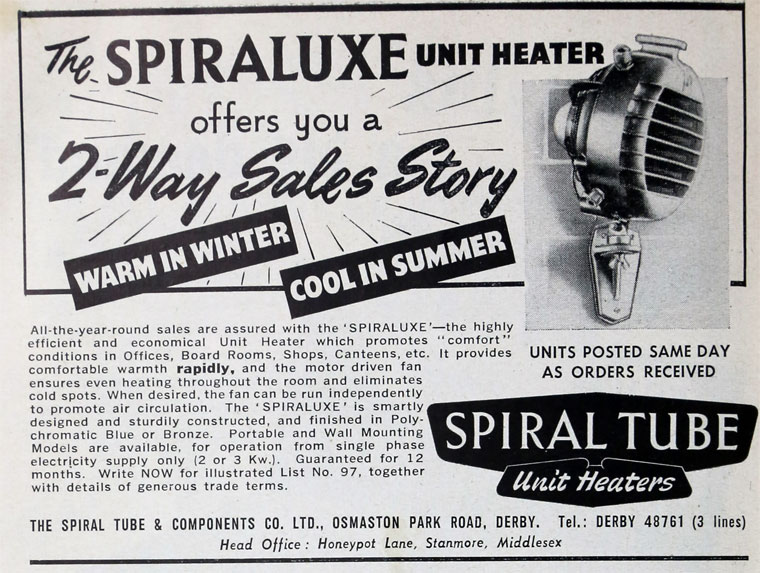 The SPIRALUXE UNIT HEATER
offers you a
2-Way Sales Story
WARM IN WINTER
COOL IN SUMMER
All-the-year-round sales are assured with the 'SPIRALUXE'—the highly
efficient and economical Unit Heater which promotes "comfort"
conditions in Offices, Board Rooms, Shops, Canteens, etc. It provides
comfortable warmth rapidly, and the motor driven fan
ensures even heating throughout the room and eliminates
cold spots. When desired, the fan can be run independently
to promote air circulation. The 'SPIRALUXE' is smartly
designed and sturdily constructed, and finished in Poly-
chromatic Blue or Bronze. Portable and Wall Mounting
Models are available, for operation from single phase
electricity supply only (2 or 3 Kw.). Guaranteed for 12
months. Write NOW for illustrated List No. 97, together
with details of generous trade terms.
UNITS POSTED SAME DAY
AS ORDERS RECEIVED
SPIRAL TUBE
Unit Heaters
THE SPIRAL TUBE & COMPONENTS CO. LTD., OSMASTON PARK ROAD, DERBY. Tel.: DERBY 48761 (3 lines)
Head Office : Honeypot Lane, Stanmore, Middlesex